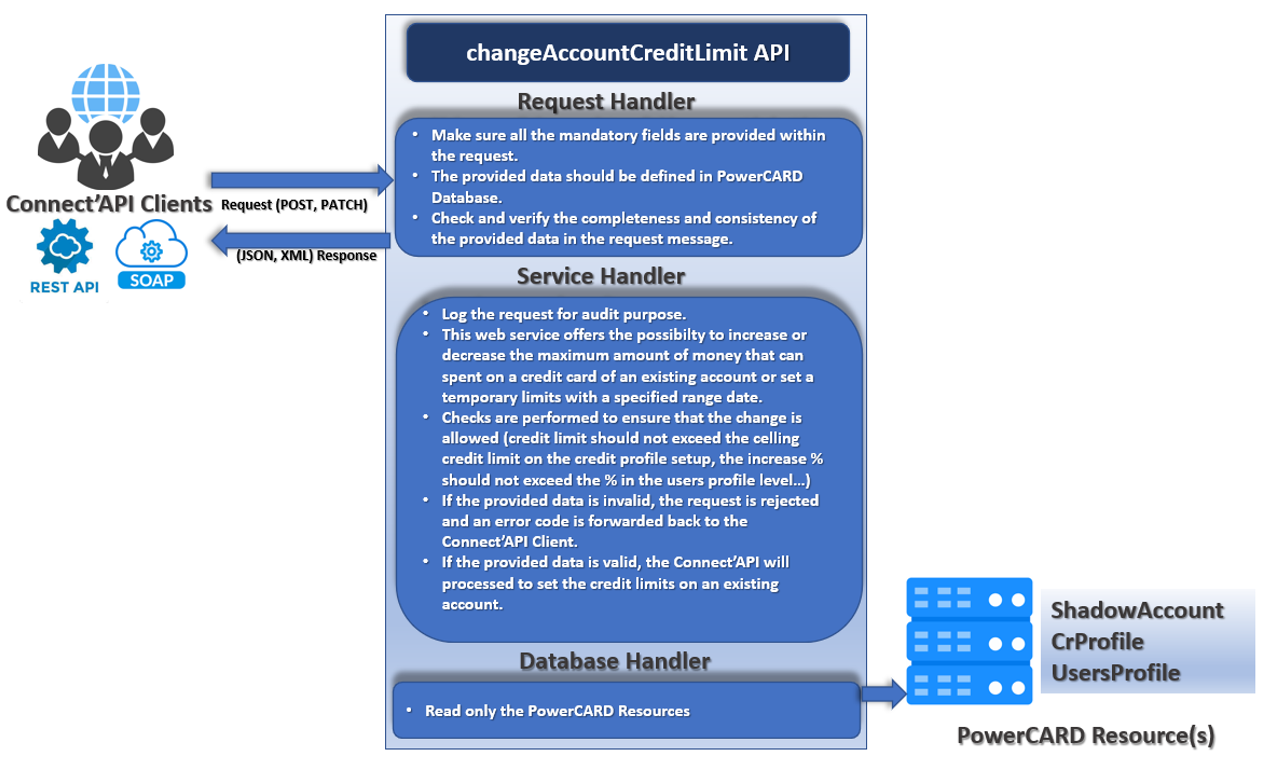 changeAccountCreditLimit API
Request Handler
• Make sure all the mandatory fields are provided within
the request.
• The provided data should be defined in PowerCARD
Database.
• Check and verify the completeness and consistency of
the provided data in the request message.
Connect'API Clients
Request (POST, PATCH)
(JSON, XML) Response
REST API
SOAP
Service Handler
• Log the request for audit purpose.
• This web service offers the possibilty to increase or
decrease the maximum amount of money that can
spent on a credit card of an existing account or set a
temporary limits with a specified range date.
• Checks are performed to ensure that the change is
allowed (credit limit should not exceed the celling
credit limit on the credit profile setup, the increase %
should not exceed the % in the users profile level...)
• If the provided data is invalid, the request is rejected
and an error code is forwarded back to the
Connect'API Client.
• If the provided data is valid, the Connect'API will
processed to set the credit limits on an existing
account.
Database Handler
• Read only the PowerCARD Resources
ShadowAccount
CrProfile
UsersProfile
PowerCARD Resource(s)